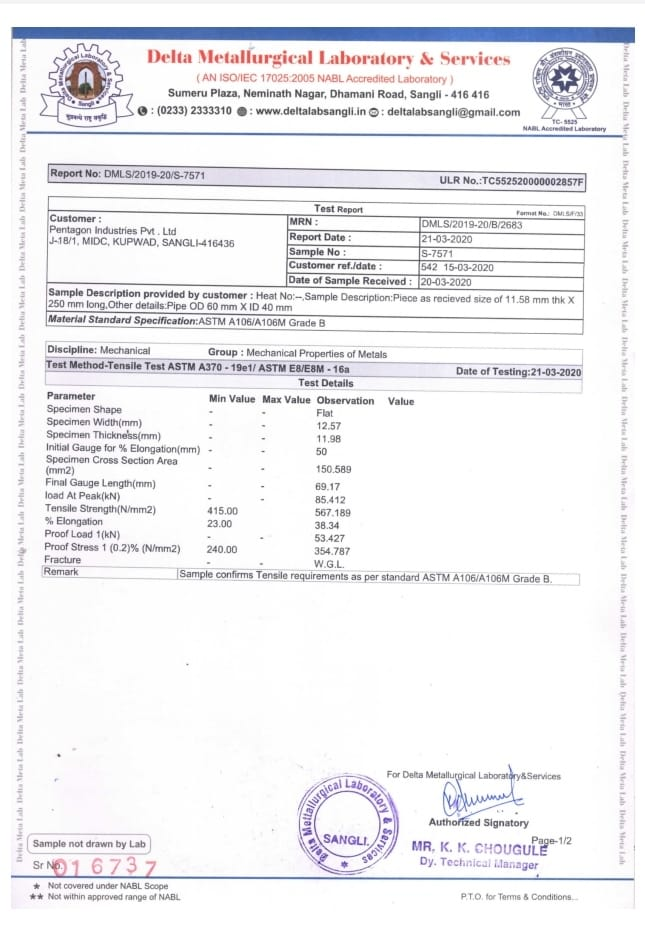 Delta Metallurgical Laboratory & Services
( AN ISO/IEC 17025:2005 NABL Accredited Laboratory )
Sumeru Plaza, Neminath Nagar, Dhamani Road, Sangli - 416 416
: (0233) 2333310 : www.deltalabsangli.in : deltalabsangli@gmail.com
TC- 5525
NABL Accredited Laboratory
Report No: DMLS/2019-20/S-7571
ULR No.:TC552520000002857F
Test Report
Format No.: DMLS/F/33
Customer :
Pentagon Industries Pvt . Ltd
J-18/1, MIDC, KUPWAD, SANGLI-416436
MRN : DMLS/2019-20/B/2683
Report Date : 21-03-2020
Sample No : S-7571
Customer ref./date : 542 15-03-2020
Date of Sample Received : 20-03-2020
Sample Description provided by customer : Heat No:--,Sample Description:Piece as recieved size of 11.58 mm thk X
250 mm long,Other details:Pipe OD 60 mm X ID 40 mm
Material Standard Specification:ASTM A106/A106M Grade B
Discipline: Mechanical Group : Mechanical Properties of Metals
Test Method-Tensile Test ASTM A370 - 19e1/ ASTM E8/E8M - 16a Date of Testing:21-03-2020
Test Details
Parameter Min Value Max Value Observation Value
Specimen Shape - - Flat
Specimen Width(mm) - - 12.57
Specimen Thickness(mm) - - 11.98
Initial Gauge for % Elongation(mm) - - 50
Specimen Cross Section Area
(mm2) - - 150.589
Final Gauge Length(mm) - - 69.17
load At Peak(kN) - - 85.412
Tensile Strength(N/mm2) 415.00 567.189
% Elongation 23.00 38.34
Proof Load 1(kN) - - 53.427
Proof Stress 1 (0.2)% (N/mm2) 240.00 354.787
Fracture - - W.G.L.
Remark Sample confirms Tensile requirements as per standard ASTM A106/A106M Grade B.
For Delta Metallurgical Laboratory&Services
Delta Metallurgical Laboratory & Services
SANGLI.
Authorized Signatory
Page-1/2
MR. K. K. CHOUGULE
Dy. Technical Manager
Sample not drawn by Lab
Sr No. 016737
★ Not covered under NABL Scope
★★ Not within approved range of NABL
P.T.O. for Terms & Conditions...